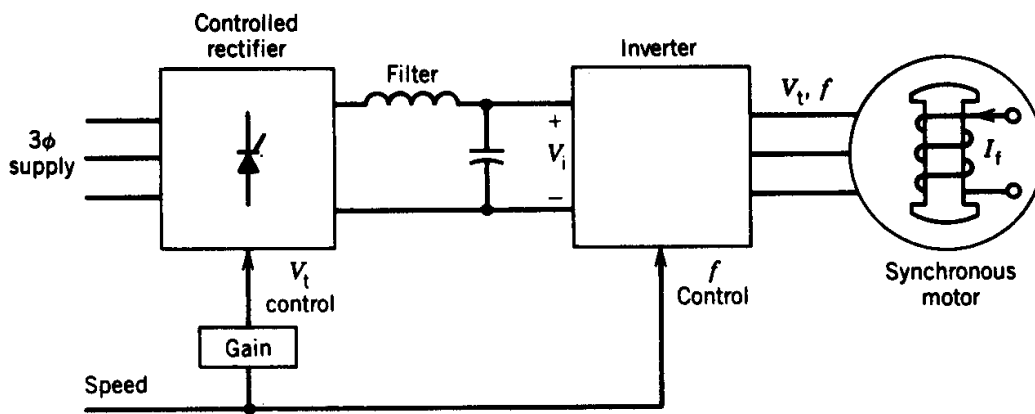 Controlled
rectifier
Filter
Inverter
3ϕ
supply
+
V_i
−
V_t, f
I_f
Synchronous
motor
V_t
control
f
Control
Gain
Speed